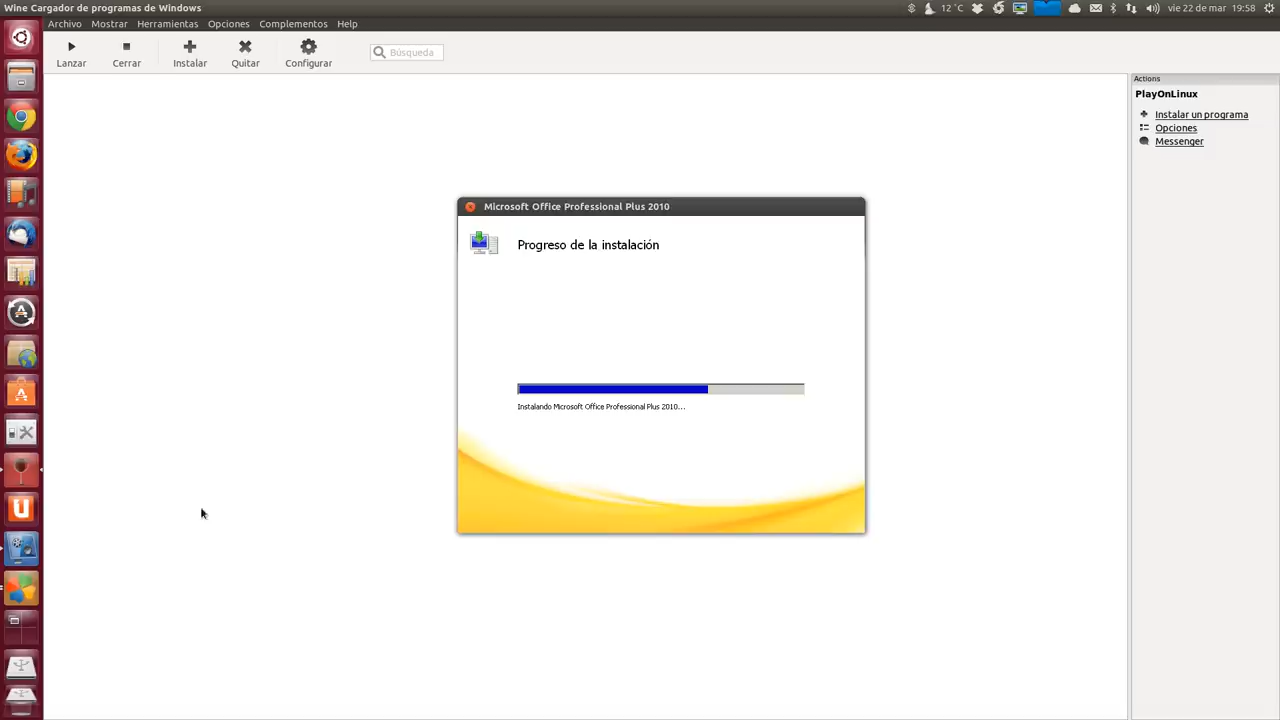 Wine Cargador de programas de Windows
12 °C
vie 22 de mar 19:58
Archivo Mostrar Herramientas Opciones Complementos Help
Lanzar Cerrar Instalar Quitar Configurar
Búsqueda
Actions
PlayOnLinux
Instalar un programa
Opciones
Messenger
Microsoft Office Professional Plus 2010
Progreso de la instalación
Instalando Microsoft Office Professional Plus 2010...